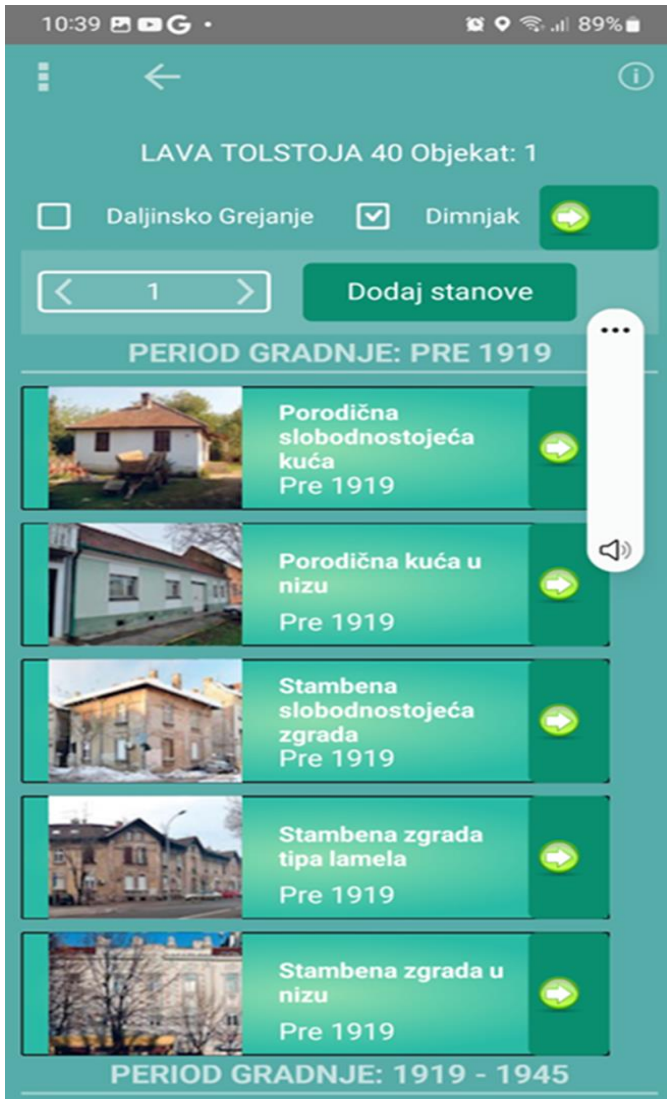 10:39
89%
LAVA TOLSTOJA 40 Objekat: 1
Daljinsko Grejanje
Dimnjak
1
Dodaj stanove
PERIOD GRADNJE: PRE 1919
Porodična
slobodnostojeća
kuća
Pre 1919
Porodična kuća u
nizu
Pre 1919
Stambena
slobodnostojeća
zgrada
Pre 1919
Stambena zgrada
tipa lamela
Pre 1919
Stambena zgrada u
nizu
Pre 1919
PERIOD GRADNJE: 1919 - 1945